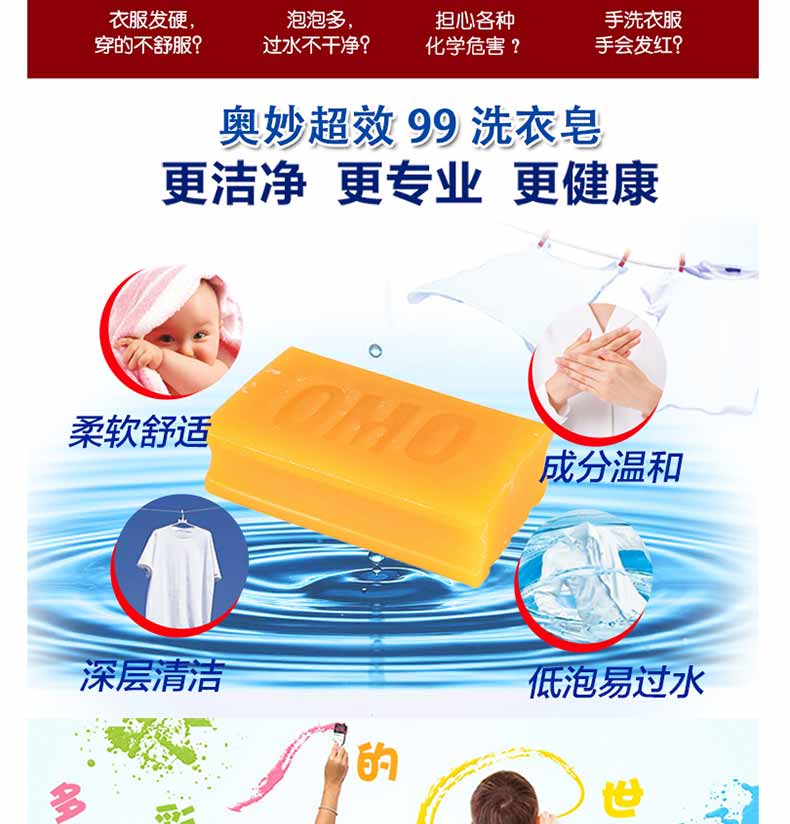 衣服发硬，
穿的不舒服？
泡泡多，
过水不干净？
担心各种
化学危害？
手洗衣服
手会发红？
奥妙超效 99 洗衣皂
更洁净 更专业 更健康
OMO
柔软舒适
成分温和
深层清洁
低泡易过水
多彩的世